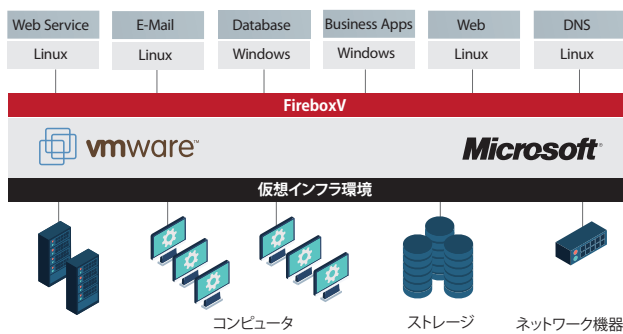 Web Service
E-Mail
Database
Business Apps
Web
DNS
Linux
Linux
Windows
Windows
Linux
Linux
FireboxV
vmware™
Microsoft®
仮想インフラ環境
コンピュータ
ストレージ
ネットワーク機器